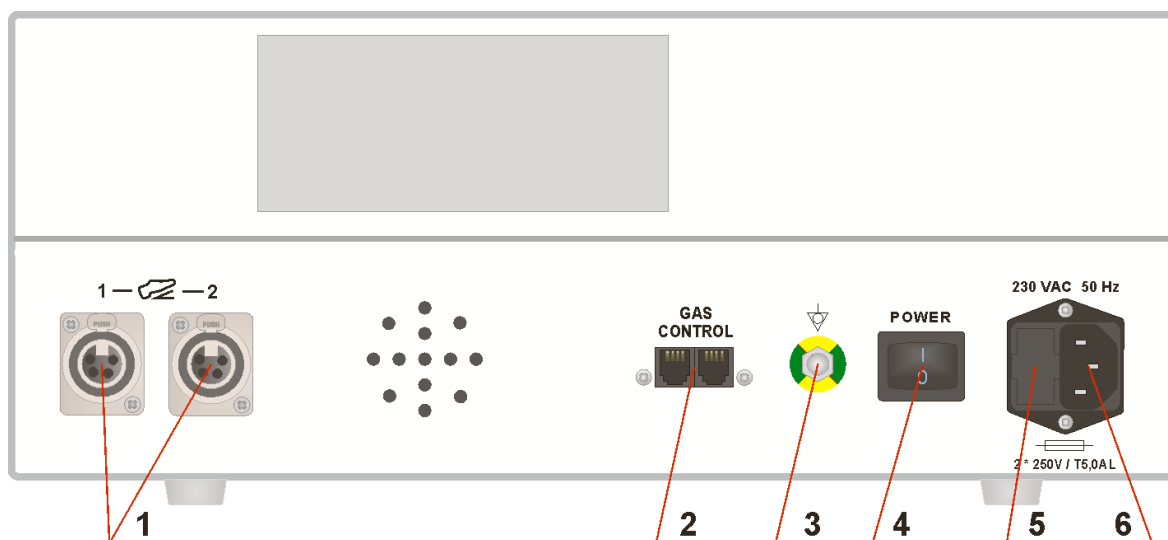 1 — — 2
PUSH
PUSH
GAS
CONTROL
POWER
I
0
230 VAC 50 Hz
2 * 250V / T5,0AL
1
2
3
4
5
6